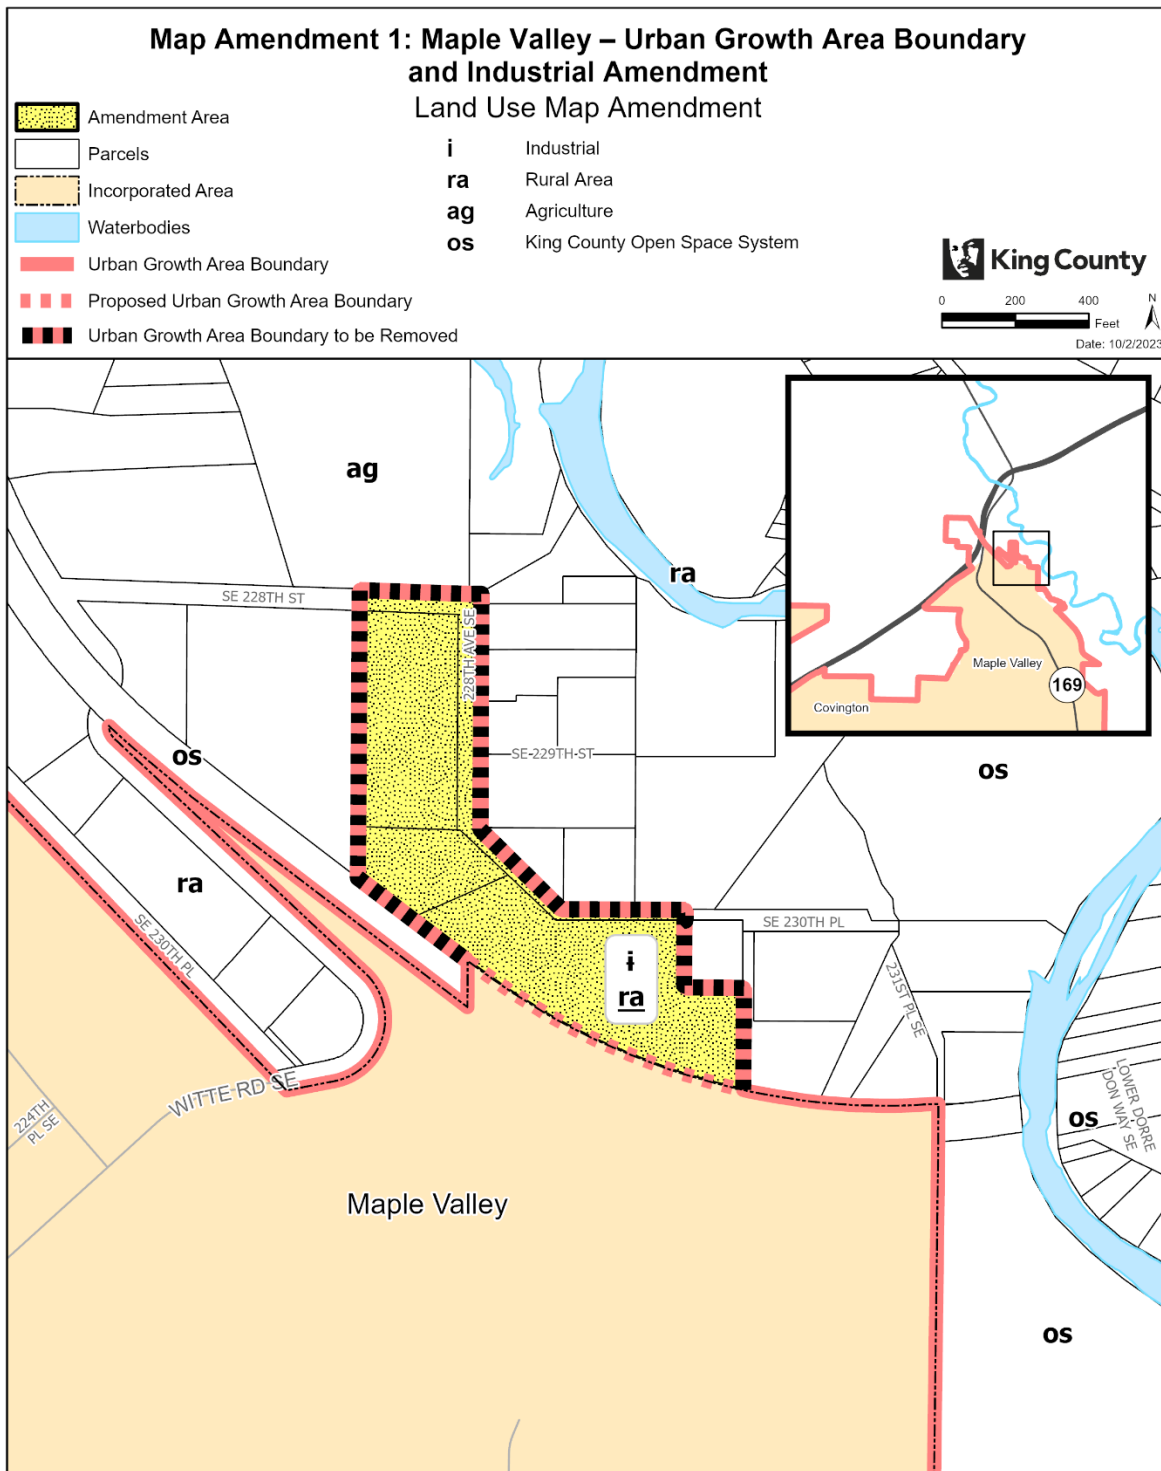 Map Amendment 1: Maple Valley – Urban Growth Area Boundary
and Industrial Amendment
Land Use Map Amendment
Amendment Area
Parcels
Incorporated Area
Waterbodies
Urban Growth Area Boundary
Proposed Urban Growth Area Boundary
Urban Growth Area Boundary to be Removed
i Industrial
ra Rural Area
ag Agriculture
os King County Open Space System
King County
0 200 400
Feet
N
Date: 10/2/2023
ag
ra
SE 228TH ST
228TH AVE SE
SE 229TH ST
Maple Valley
169
Covington
os
os
ra
SE 230TH PL
SE 230TH PL
i
ra
231ST PL SE
WITTE RD SE
224TH
PL SE
os
LOWER DORRE
DON WAY SE
Maple Valley
os